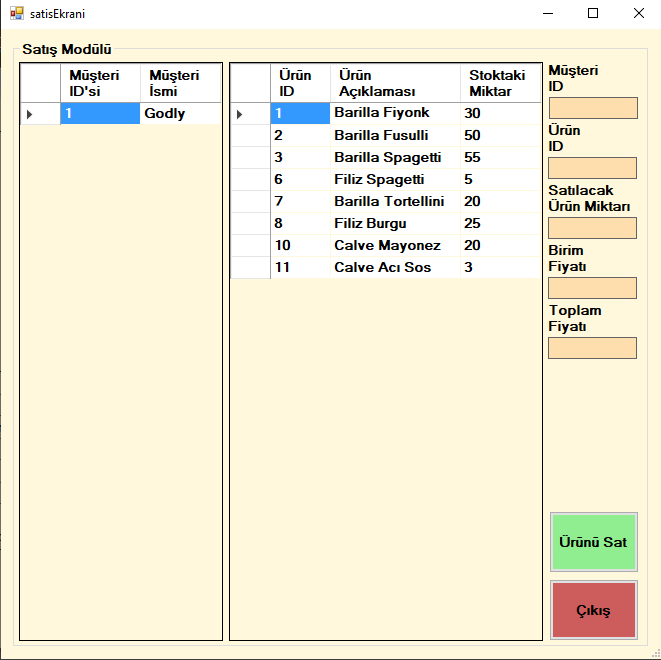 satisEkrani
Satış Modülü
Müşteri ID'si
Müşteri İsmi
1 Godly
Ürün ID
Ürün Açıklaması
Stoktaki Miktar
1 Barilla Fiyonk 30
2 Barilla Fusulli 50
3 Barilla Spagetti 55
6 Filiz Spagetti 5
7 Barilla Tortellini 20
8 Filiz Burgu 25
10 Calve Mayonez 20
11 Calve Acı Sos 3
Müşteri
ID
Ürün
ID
Satılacak
Ürün Miktarı
Birim
Fiyatı
Toplam
Fiyatı
Ürünü Sat
Çıkış